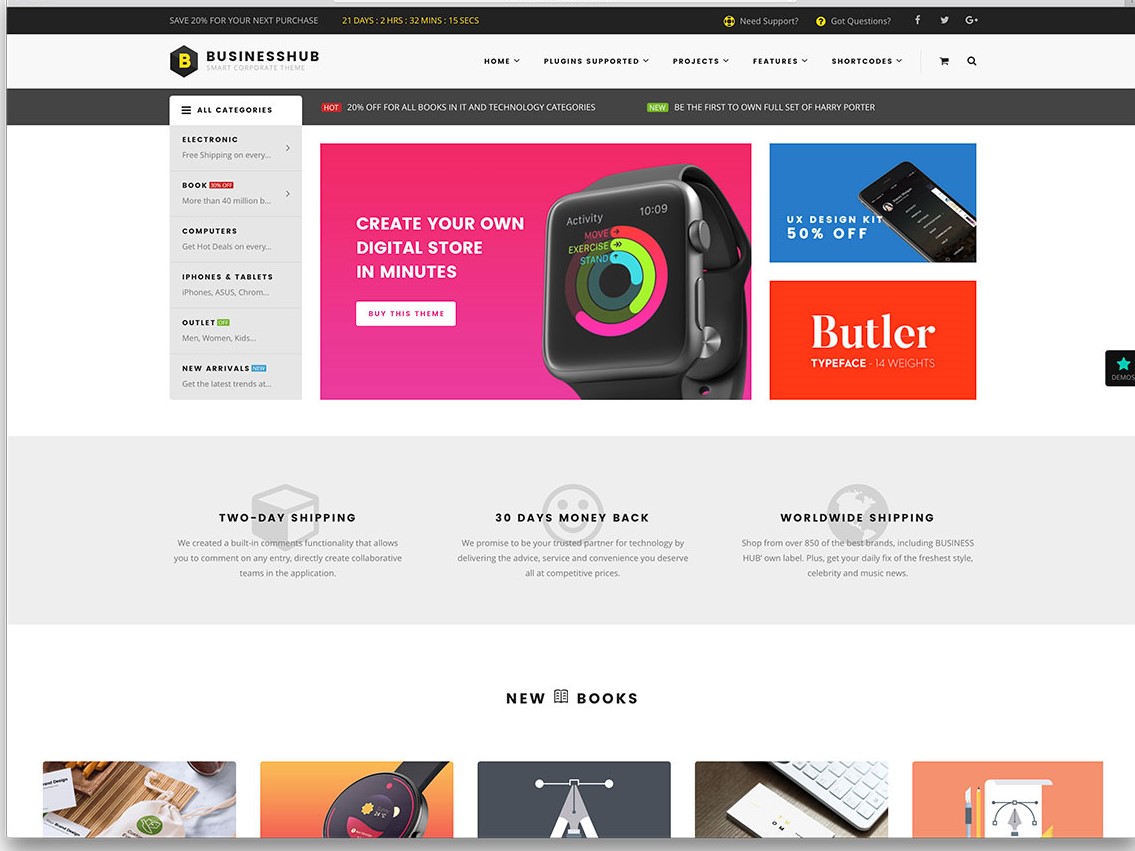 SAVE 20% FOR YOUR NEXT PURCHASE 21 DAYS : 2 HRS : 32 MINS : 15 SECS Need Support? Got Questions?
B BUSINESSHUB
SMART CORPORATE THEME
HOME PLUGINS SUPPORTED PROJECTS FEATURES SHORTCODES
ALL CATEGORIES
HOT 20% OFF FOR ALL BOOKS IN IT AND TECHNOLOGY CATEGORIES NEW BE THE FIRST TO OWN FULL SET OF HARRY PORTER
ELECTRONIC
Free Shipping on every...
BOOK 30% OFF
More than 40 million b...
COMPUTERS
Get Hot Deals on every...
IPHONES & TABLETS
iPhones, ASUS, Chrom...
OUTLET OFF
Men, Women, Kids...
NEW ARRIVALS NEW
Get the latest trends at...
CREATE YOUR OWN
DIGITAL STORE
IN MINUTES
BUY THIS THEME
Activity 10:09
MOVE
EXERCISE
STAND
UX DESIGN KIT
50% OFF
Butler
TYPEFACE - 14 WEIGHTS
DEMOS
TWO-DAY SHIPPING
We created a built-in comments functionality that allows
you to comment on any entry, directly create collaborative
teams in the application.
30 DAYS MONEY BACK
We promise to be your trusted partner for technology by
delivering the advice, service and convenience you deserve
all at competitive prices.
WORLDWIDE SHIPPING
Shop from over 850 of the best brands, including BUSINESS
HUB' own label. Plus, get your daily fix of the freshest style,
celebrity and music news.
NEW BOOKS